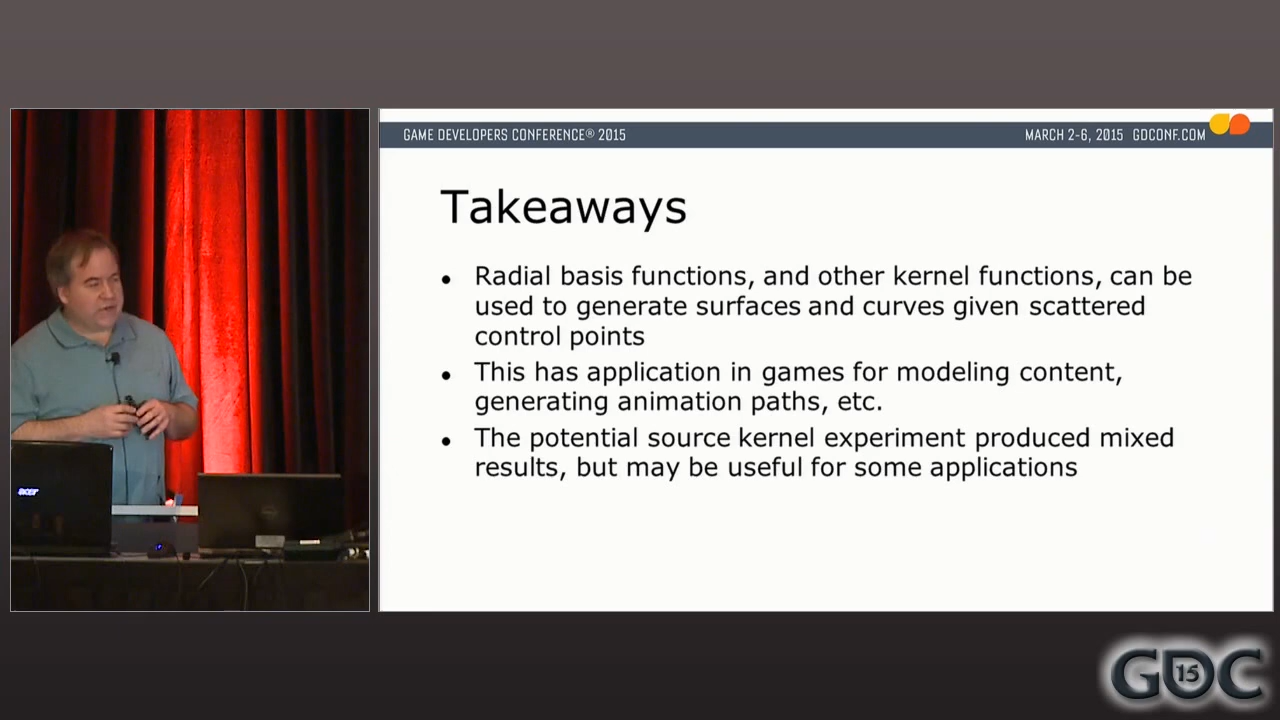 GAME DEVELOPERS CONFERENCE® 2015
MARCH 2-6, 2015 GDCONF.COM
Takeaways
• Radial basis functions, and other kernel functions, can be
used to generate surfaces and curves given scattered
control points
• This has application in games for modeling content,
generating animation paths, etc.
• The potential source kernel experiment produced mixed
results, but may be useful for some applications
acer
GDC
15